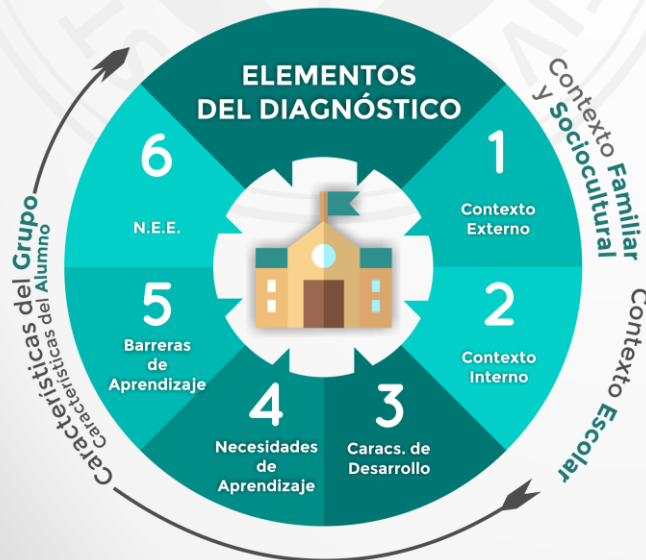 ELEMENTOS
DEL DIAGNÓSTICO
1
Contexto
Externo
2
Contexto
Interno
3
Caracs. de
Desarrollo
4
Necesidades
de
Aprendizaje
5
Barreras
de
Aprendizaje
6
N.E.E.
Contexto Familiar
y Sociocultural
Contexto Escolar
Características del Grupo
Características del Alumno